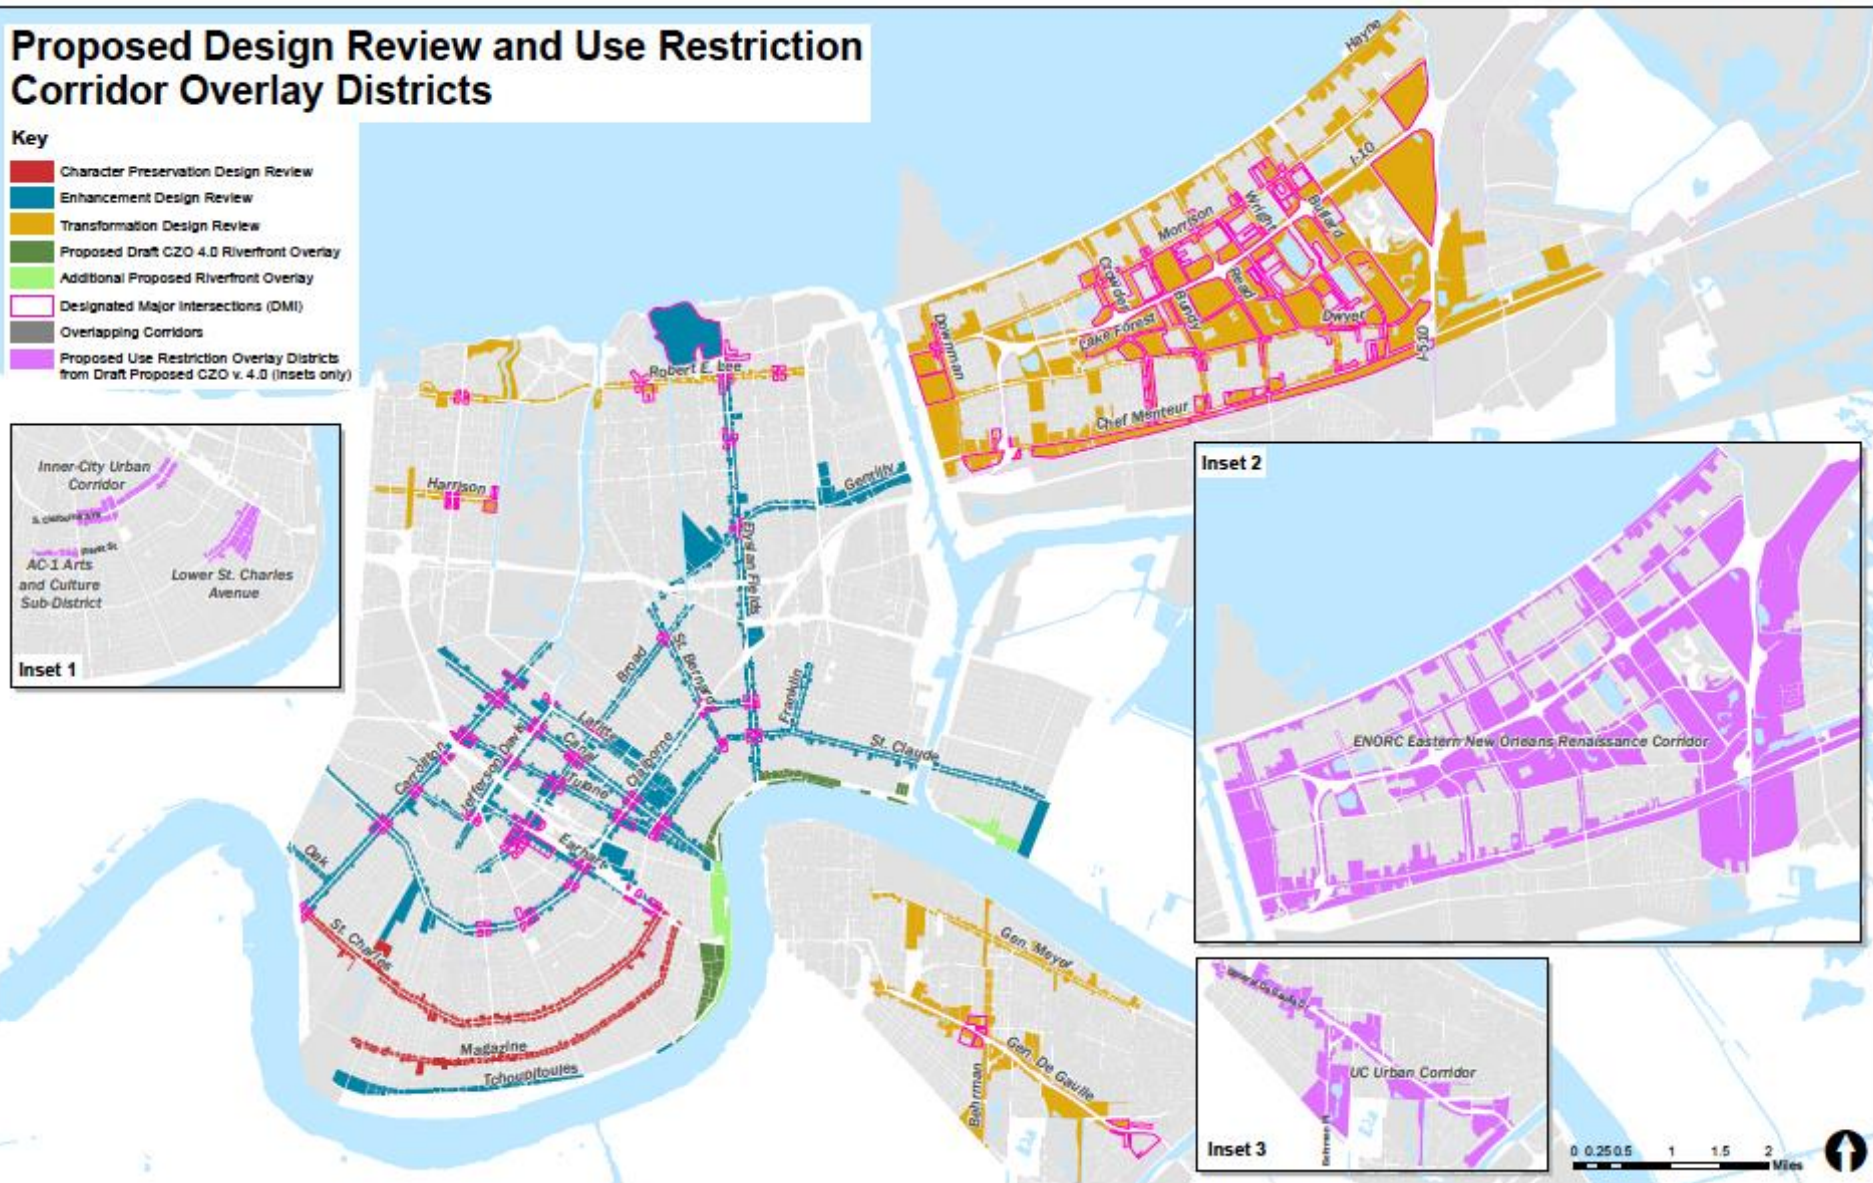 Proposed Design Review and Use Restriction
Corridor Overlay Districts
Key
Character Preservation Design Review
Enhancement Design Review
Transformation Design Review
Proposed Draft CZO 4.0 Riverfront Overlay
Additional Proposed Riverfront Overlay
Designated Major Intersections (DMI)
Overlapping Corridors
Proposed Use Restriction Overlay Districts
from Draft Proposed CZO v. 4.0 (Insets only)
Hayne
I-10
Bullard
Wright
Morrison
Read
Crowder
Bundy
Dwyer
Lake Forest
Downman
I-510
Chef Menteur
Robert E. Lee
Harrison
Gentilly
Elysian Fields
Broad
St. Bernard
Franklin
Lafitte
Canal
Tulane
Claiborne
St. Claude
Jefferson Davis
Carrollton
Earhart
Oak
St. Charles
Magazine
Tchoupitoules
Gen. Meyer
Gen. De Gaulle
Behrman
Inner-City Urban
Corridor
AC-1 Arts
and Culture
Sub-District
Lower St. Charles
Avenue
Inset 1
Inset 2
ENORC Eastern New Orleans Renaissance Corridor
UC Urban Corridor
Inset 3
0 0.25 0.5 1 1.5 2
Miles